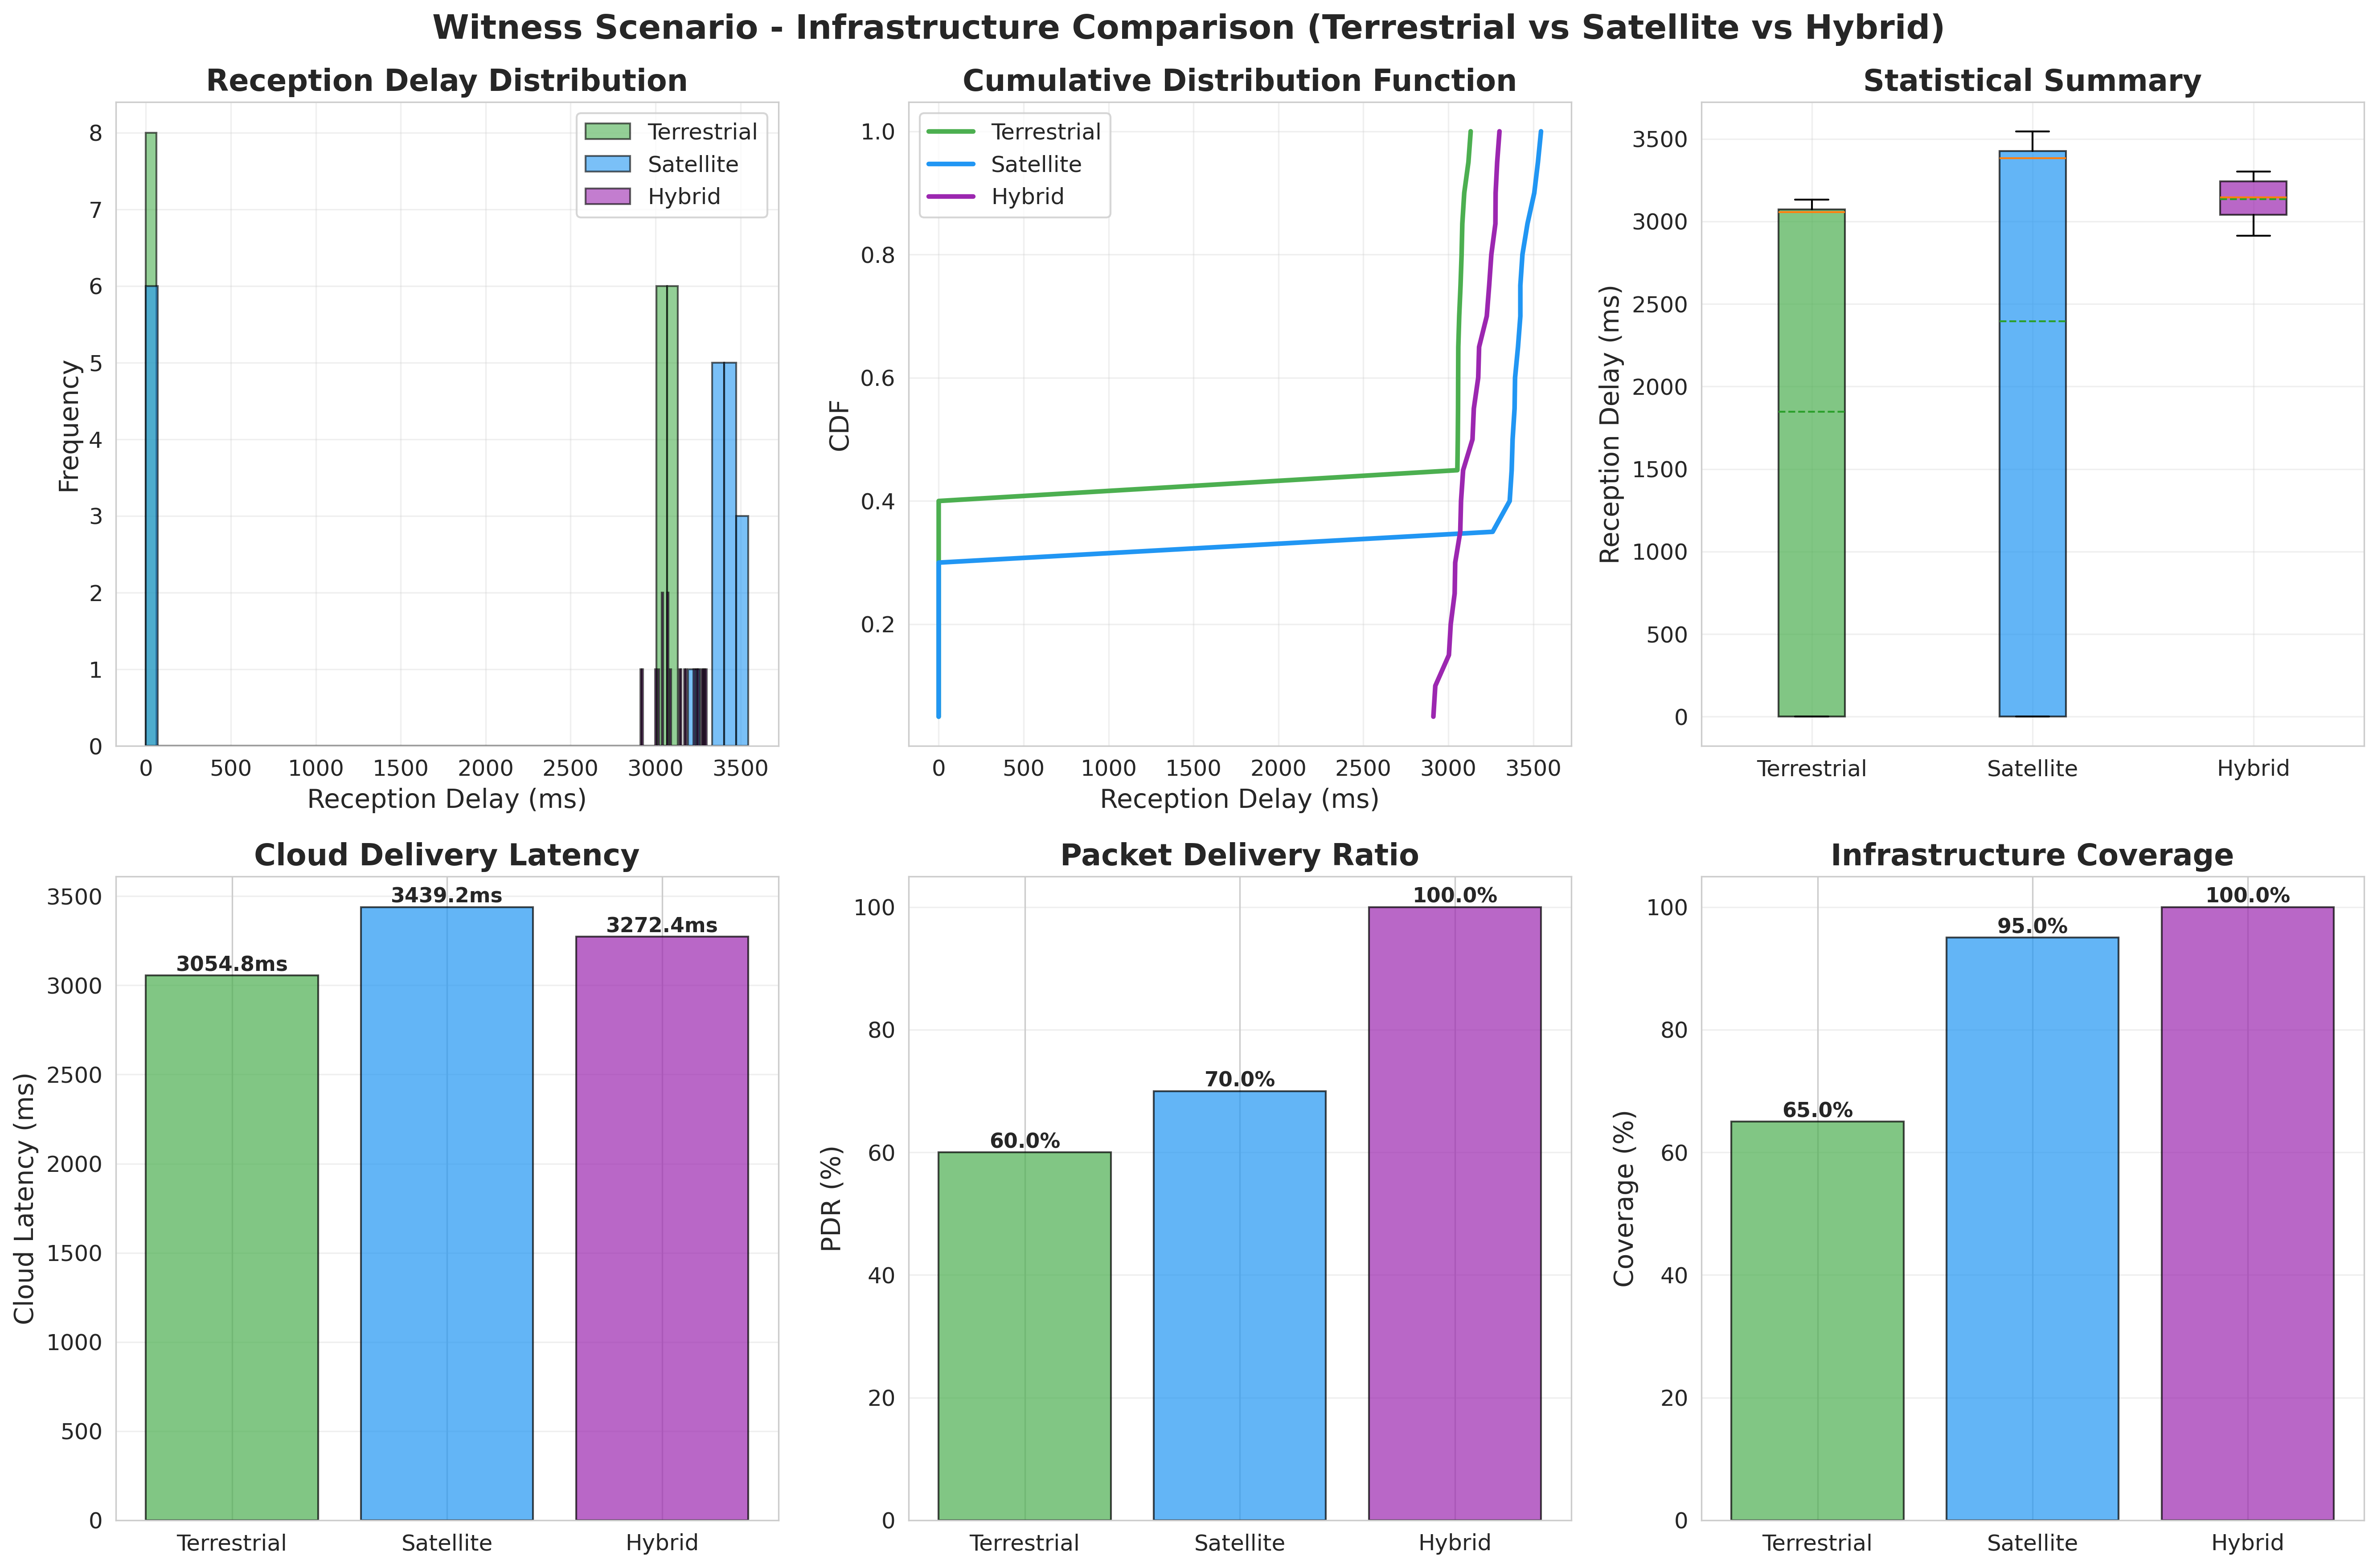 Witness Scenario - Infrastructure Comparison (Terrestrial vs Satellite vs Hybrid)
Reception Delay Distribution
Frequency
8
7
6
5
4
3
2
1
0
0 500 1000 1500 2000 2500 3000 3500
Reception Delay (ms)
Terrestrial
Satellite
Hybrid
Cumulative Distribution Function
CDF
1.0
0.8
0.6
0.4
0.2
0 500 1000 1500 2000 2500 3000 3500
Reception Delay (ms)
Terrestrial
Satellite
Hybrid
Statistical Summary
Reception Delay (ms)
3500
3000
2500
2000
1500
1000
500
0
Terrestrial Satellite Hybrid
Cloud Delivery Latency
Cloud Latency (ms)
3500
3000
2500
2000
1500
1000
500
0
3054.8ms
3439.2ms
3272.4ms
Terrestrial Satellite Hybrid
Packet Delivery Ratio
PDR (%)
100
80
60
40
20
0
60.0%
70.0%
100.0%
Terrestrial Satellite Hybrid
Infrastructure Coverage
Coverage (%)
100
80
60
40
20
0
65.0%
95.0%
100.0%
Terrestrial Satellite Hybrid